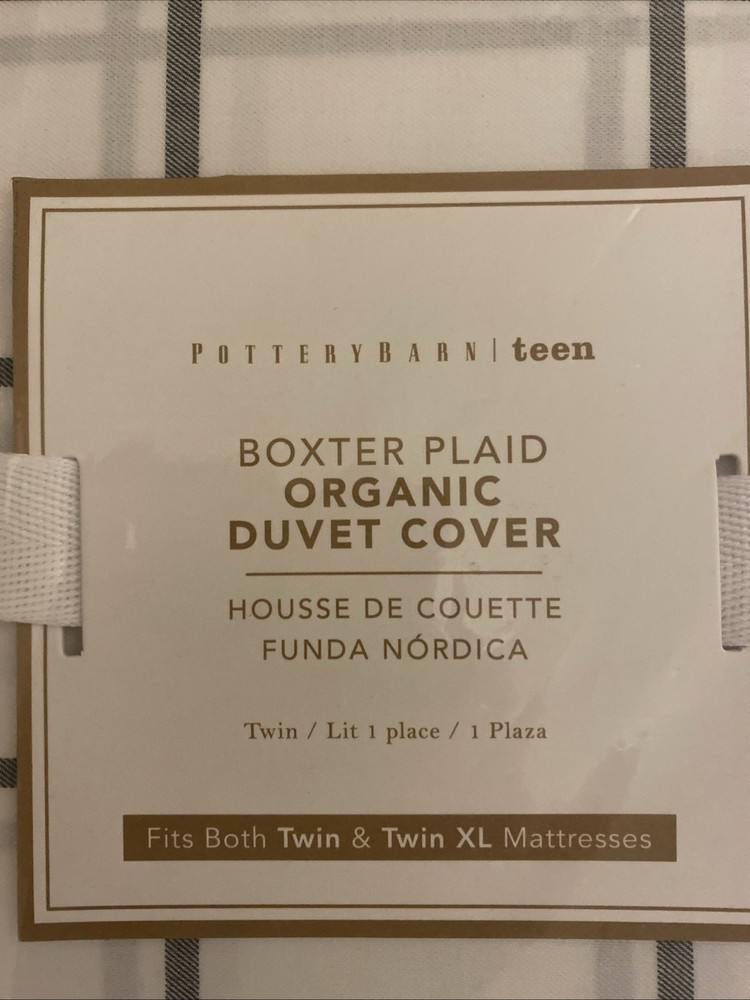 POTTERYBARN | teen
BOXTER PLAID
ORGANIC
DUVET COVER
HOUSSE DE COUETTE
FUNDA NÓRDICA
Twin / Lit 1 place / 1 Plaza
Fits Both Twin & Twin XL Mattresses